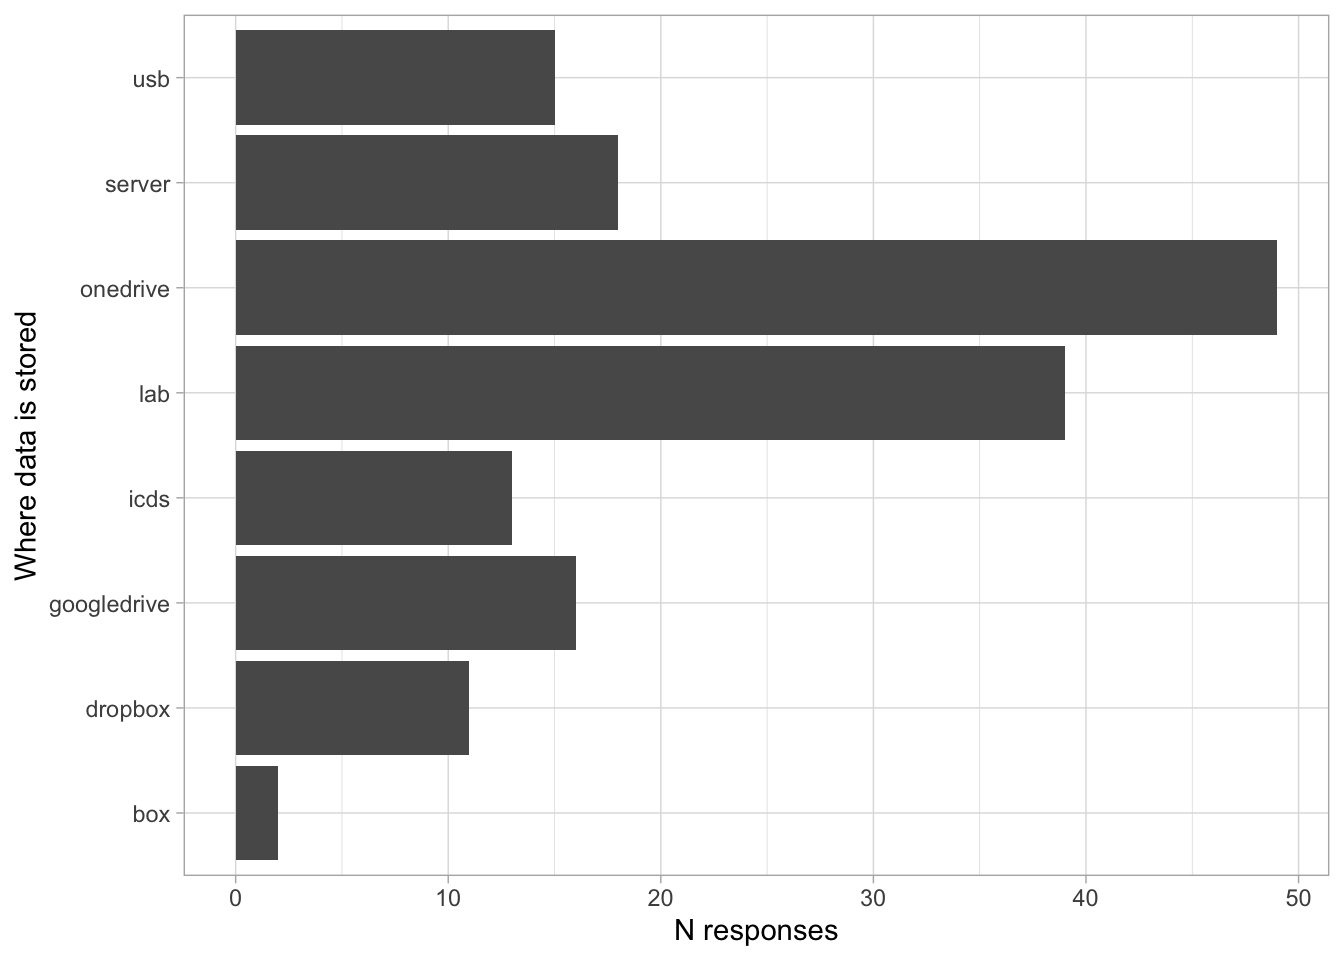 usb
server
onedrive
lab
icds
googledrive
dropbox
box
Where data is stored
0 10 20 30 40 50
N responses